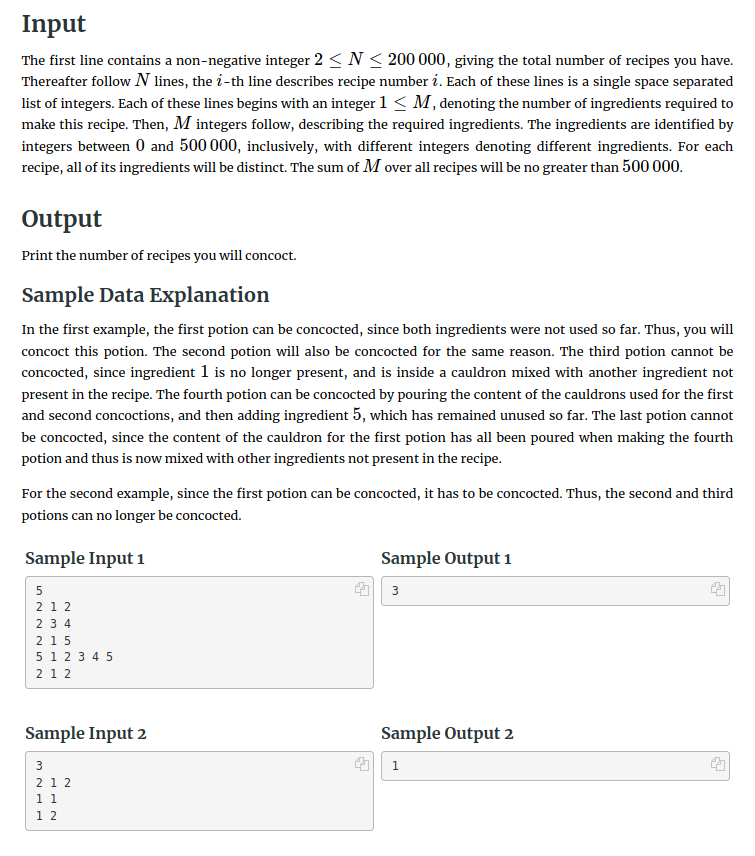 Input
The first line contains a non-negative integer 2 ≤ N ≤ 200 000, giving the total number of recipes you have.
Thereafter follow N lines, the i-th line describes recipe number i. Each of these lines is a single space separated
list of integers. Each of these lines begins with an integer 1 ≤ M, denoting the number of ingredients required to
make this recipe. Then, M integers follow, describing the required ingredients. The ingredients are identified by
integers between 0 and 500 000, inclusively, with different integers denoting different ingredients. For each
recipe, all of its ingredients will be distinct. The sum of M over all recipes will be no greater than 500 000.
Output
Print the number of recipes you will concoct.
Sample Data Explanation
In the first example, the first potion can be concocted, since both ingredients were not used so far. Thus, you will
concoct this potion. The second potion will also be concocted for the same reason. The third potion cannot be
concocted, since ingredient 1 is no longer present, and is inside a cauldron mixed with another ingredient not
present in the recipe. The fourth potion can be concocted by pouring the content of the cauldrons used for the first
and second concoctions, and then adding ingredient 5, which has remained unused so far. The last potion cannot
be concocted, since the content of the cauldron for the first potion has all been poured when making the fourth
potion and thus is now mixed with other ingredients not present in the recipe.
For the second example, since the first potion can be concocted, it has to be concocted. Thus, the second and third
potions can no longer be concocted.
Sample Input 1
5
2 1 2
2 3 4
2 1 5
5 1 2 3 4 5
2 1 2
Sample Output 1
3
Sample Input 2
3
2 1 2
1 1
1 2
Sample Output 2
1